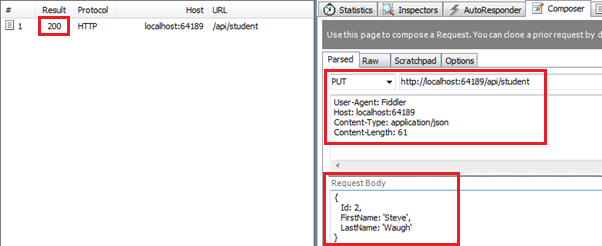 # Result Protocol Host URL
1 200 HTTP localhost:64189 /api/student
Statistics Inspectors AutoResponder Composer
Use this page to compose a Request. You can clone a prior request by d
Parsed Raw Scratchpad Options
PUT http://localhost:64189/api/student
User-Agent: Fiddler
Host: localhost:64189
Content-Type: application/json
Content-Length: 61
Request Body
{
Id: 2,
FirstName: 'Steve',
LastName: 'Waugh'
}